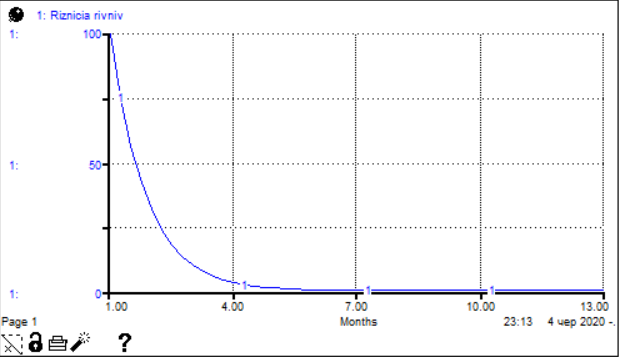 1: Riznicia rivniv
1: 100
1
1: 50
1: 0
1 1 1
1.00 4.00 7.00 10.00 13.00
Page 1 Months 23:13 4 чер 2020 -.
?